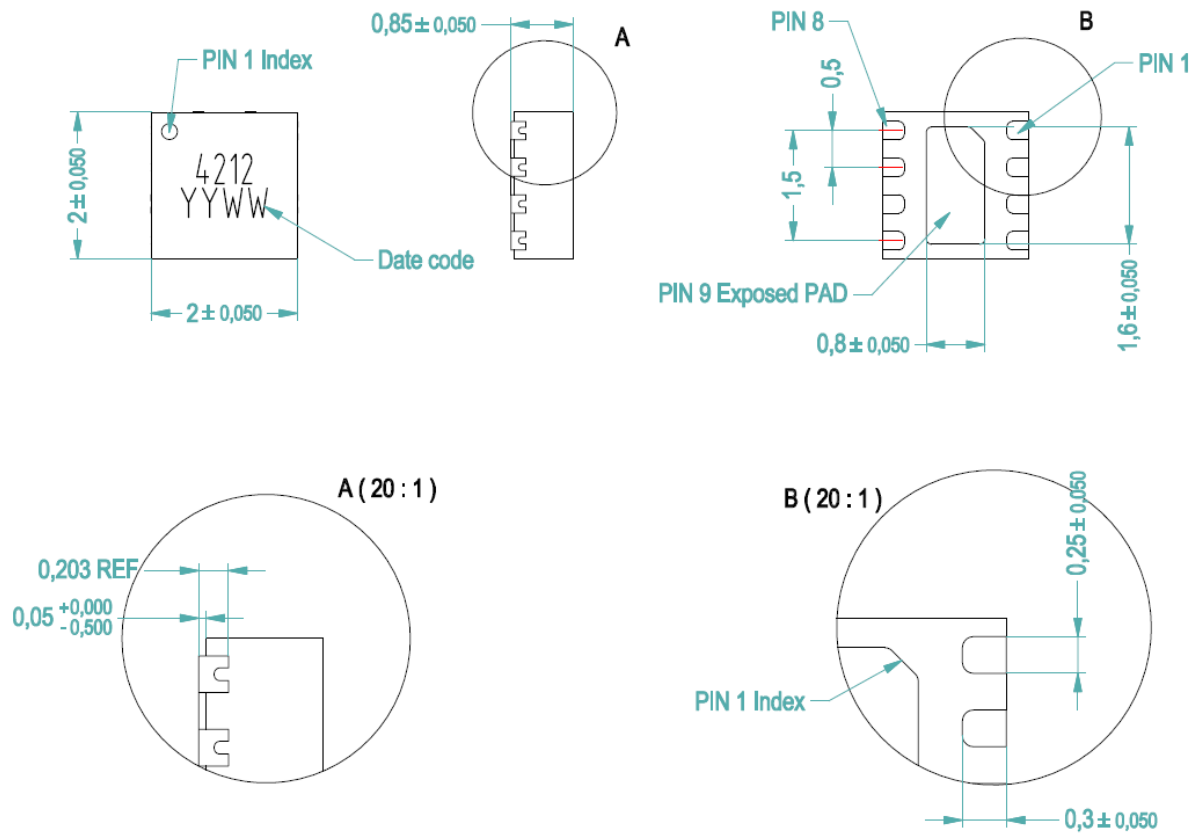 0,85 ± 0,050
A
PIN 8
B
PIN 1 Index
PIN 1
0,5
4212
YYWW
2 ± 0,050
1,5
1,6 ± 0,050
Date code
PIN 9 Exposed PAD
2 ± 0,050
0,8 ± 0,050
A ( 20 : 1 )
B ( 20 : 1 )
0,25 ± 0,050
0,203 REF
0,05 +0,000
-0,500
PIN 1 Index
0,3 ± 0,050